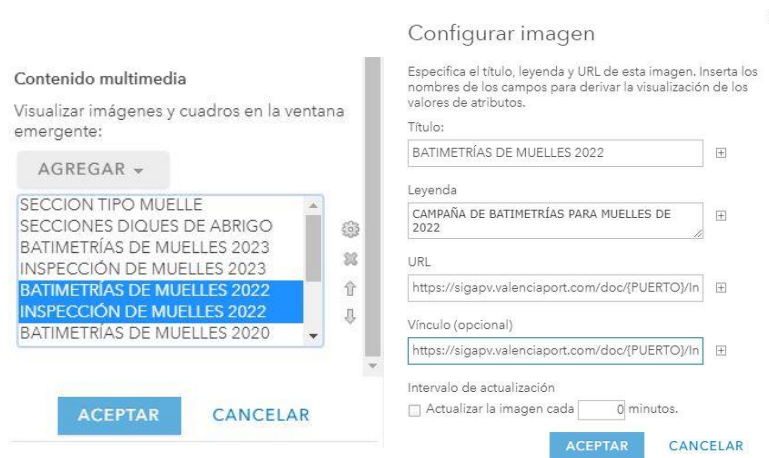 Contenido multimedia
Visualizar imágenes y cuadros en la ventana
emergente:
AGREGAR
SECCION TIPO MUELLE
SECCIONES DIQUES DE ABRIGO
BATIMETRÍAS DE MUELLES 2023
INSPECCIÓN DE MUELLES 2023
BATIMETRÍAS DE MUELLES 2022
INSPECCIÓN DE MUELLES 2022
BATIMETRÍAS DE MUELLES 2020
ACEPTAR CANCELAR
Configurar imagen
Especifica el título, leyenda y URL de esta imagen. Inserta los
nombres de los campos para derivar la visualización de los
valores de atributos.
Título:
BATIMETRÍAS DE MUELLES 2022
Leyenda
CAMPAÑA DE BATIMETRÍAS PARA MUELLES DE
2022
URL
https://sigapv.valenciaport.com/doc/{PUERTO}/In
Vínculo (opcional)
https://sigapv.valenciaport.com/doc/{PUERTO}/In
Intervalo de actualización
Actualizar la imagen cada 0 minutos.
ACEPTAR CANCELAR